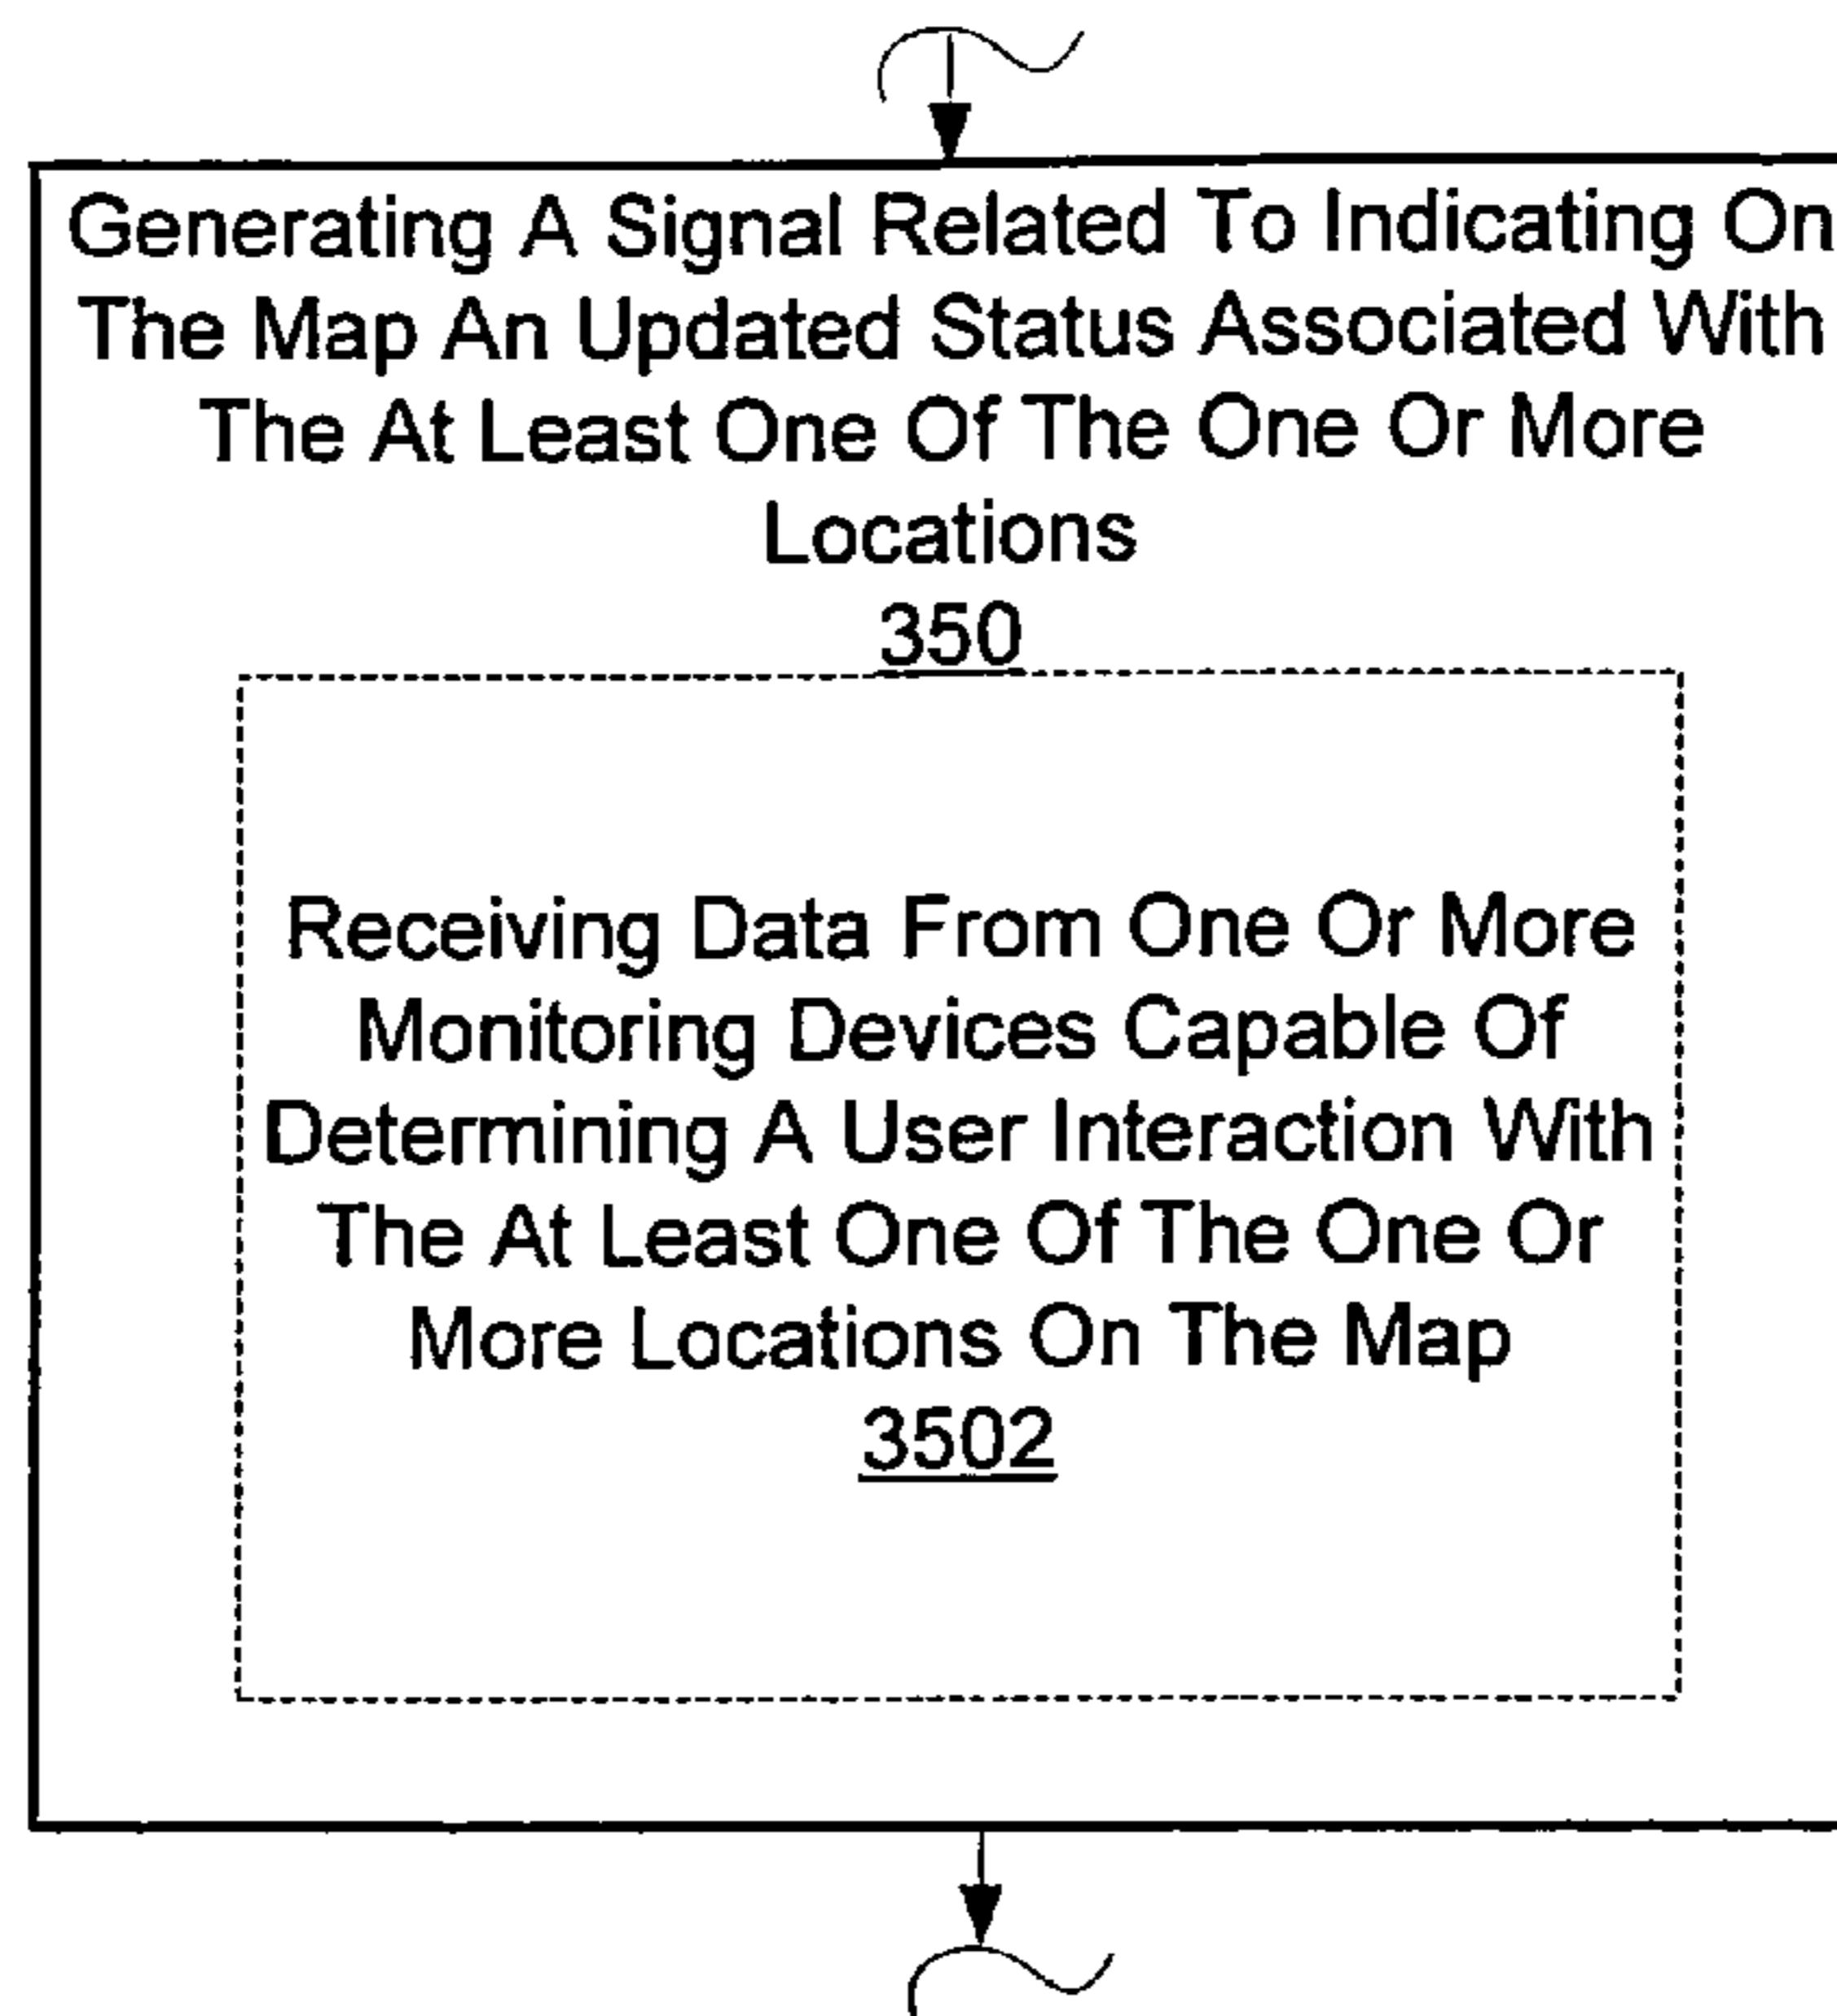 Generating A Signal Related To Indicating On
The Map An Updated Status Associated With
The At Least One Of The One Or More
Locations
350
Receiving Data From One Or More
Monitoring Devices Capable Of
Determining A User Interaction With
The At Least One Of The One Or
More Locations On The Map
3502